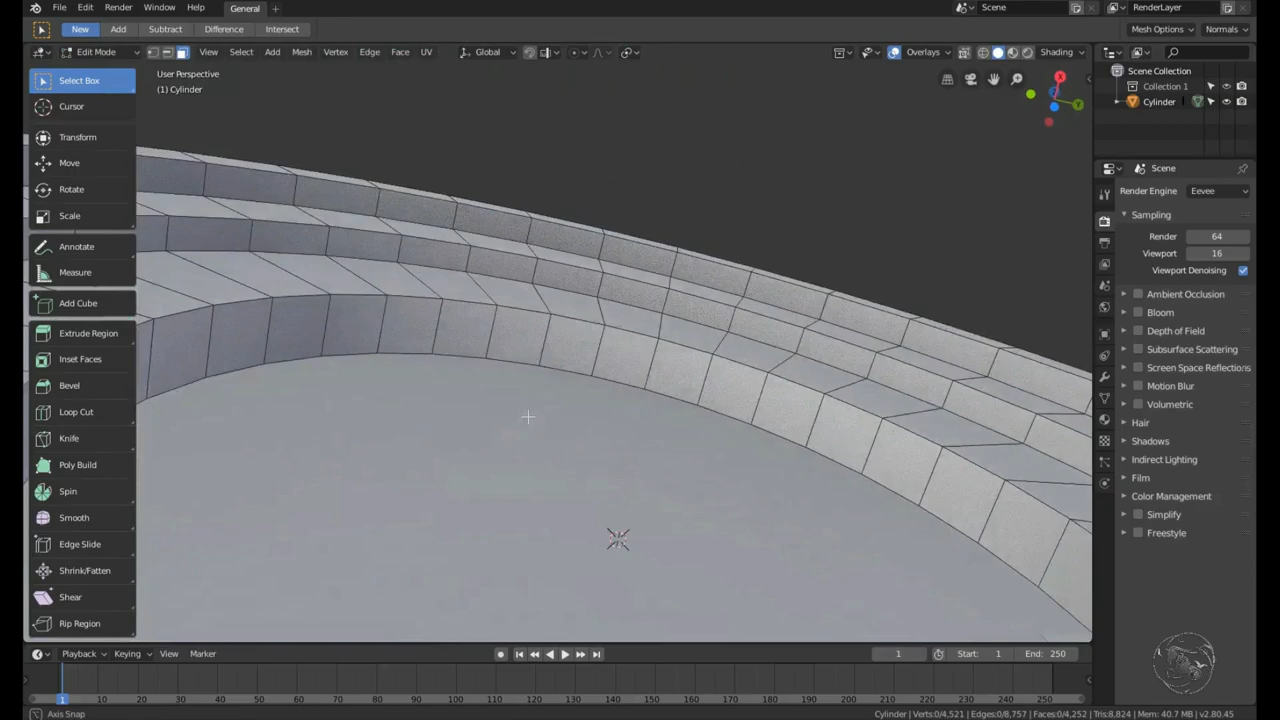 File Edit Render Window Help General + Scene RenderLayer
New Add Subtract Difference Intersect Mesh Options Normals
Edit Mode View Select Add Mesh Vertex Edge Face UV Global Overlays Shading
User Perspective
(1) Cylinder
Select Box
Cursor
Transform
Move
Rotate
Scale
Annotate
Measure
Add Cube
Extrude Region
Inset Faces
Bevel
Loop Cut
Knife
Poly Build
Spin
Smooth
Edge Slide
Shrink/Fatten
Shear
Rip Region
X
Y
Scene Collection
Collection 1
Cylinder
Scene
Render Engine Eevee
Sampling
Render 64
Viewport 16
Viewport Denoising
Ambient Occlusion
Bloom
Depth of Field
Subsurface Scattering
Screen Space Reflections
Motion Blur
Volumetric
Hair
Shadows
Indirect Lighting
Film
Color Management
Simplify
Freestyle
Playback Keying View Marker 1 Start: 1 End: 250
1 10 20 30 40 50 60 70 80 90 100 110 120 130 140 150 160 170 180 190 200 210 220 230 240 250
Axis Snap Cylinder | Verts:0/4,521 | Edges:0/8,757 | Faces:0/4,252 | Tris:8,824 | Mem: 40.7 MB | v2.80.45